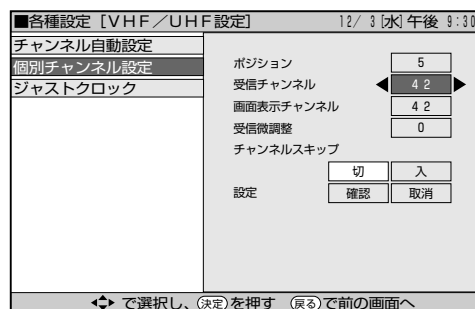 ■各種設定［ＶＨＦ／ＵＨＦ設定］ 12/ 3[水]午後 9:30
チャンネル自動設定
個別チャンネル設定
ジャストクロック
ポジション 5
受信チャンネル ◀ 42 ▶
画面表示チャンネル 42
受信微調整 0
チャンネルスキップ
切 入
設定 確認 取消
で選択し、決定を押す 戻るで前の画面へ